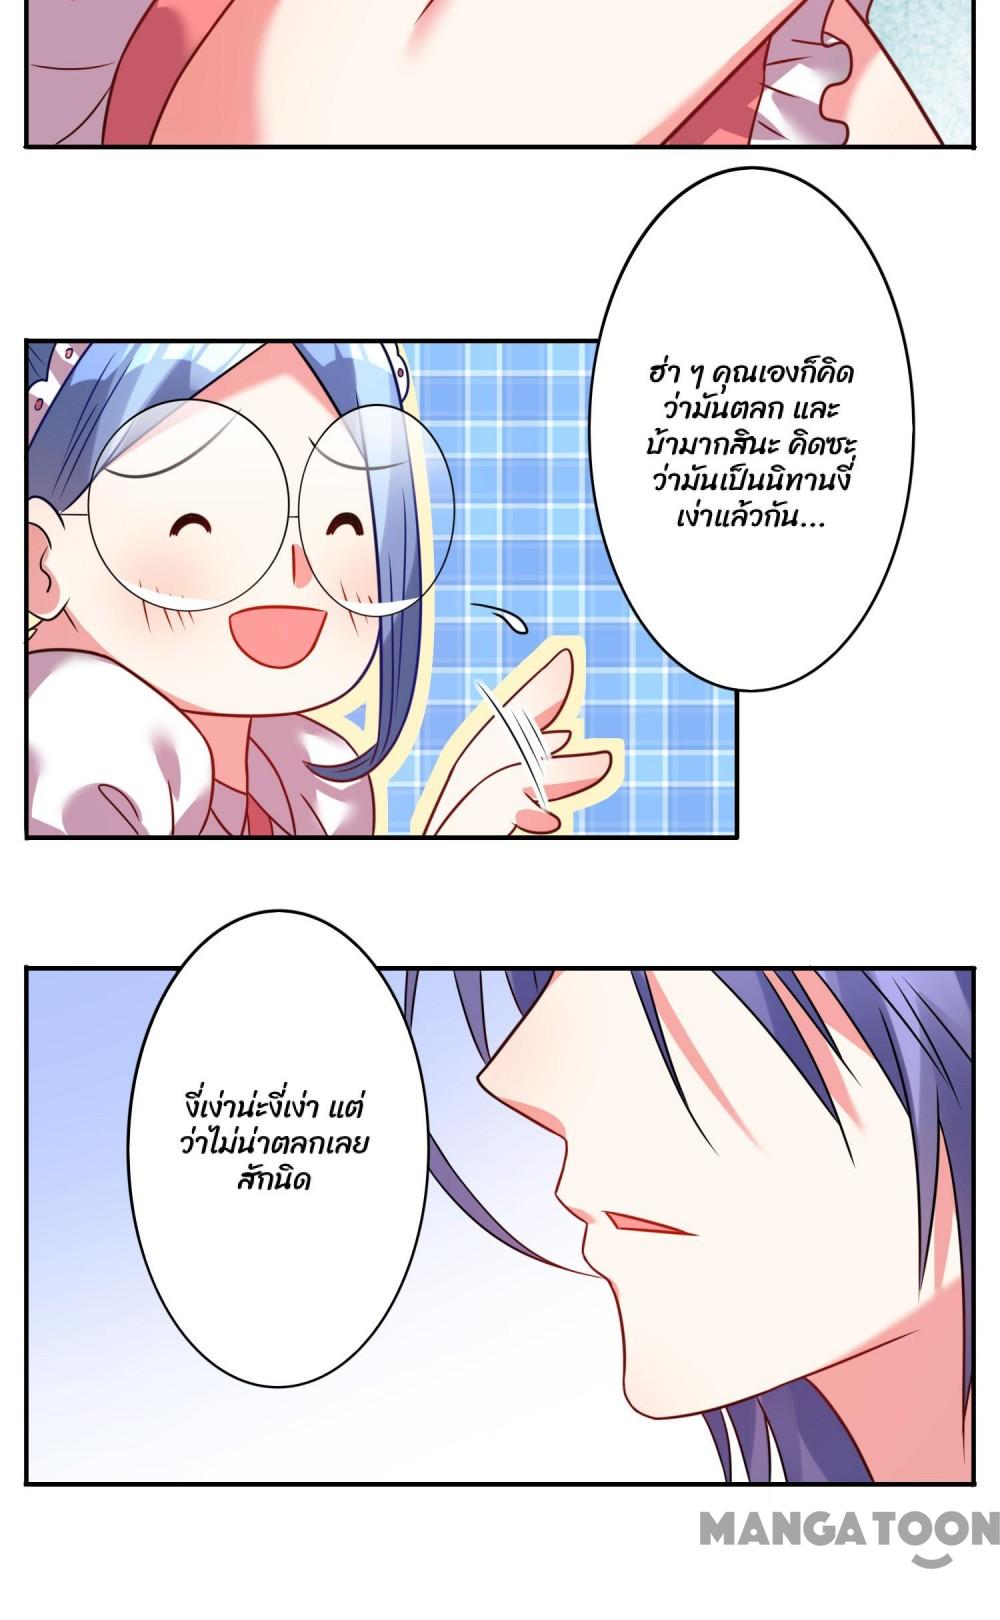 ฮ่า ๆ คุณเองก็คิด
ว่ามันตลก และ
บ้ามากสินะ คิดซะ
ว่ามันเป็นนิทานงี่
เง่าแล้วกัน...
งี่เง่าน่ะงี่เง่า แต่
ว่าไม่น่าตลกเลย
สักนิด
MANGATOON